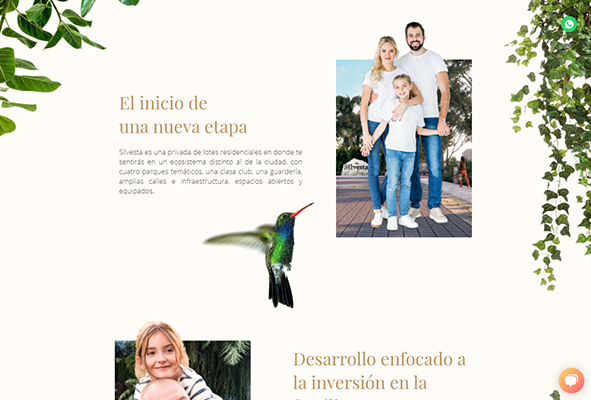 El inicio de
una nueva etapa
Silvesta es una privada de lotes residenciales en donde te
sentirás en un ecosistema distinto al de la ciudad, con
cuatro parques temáticos, una clasa club, una guardería,
amplias calles e infraestructura, espacios abiertos y
equipados.
Silvesta
Desarrollo enfocado a
la inversión en la